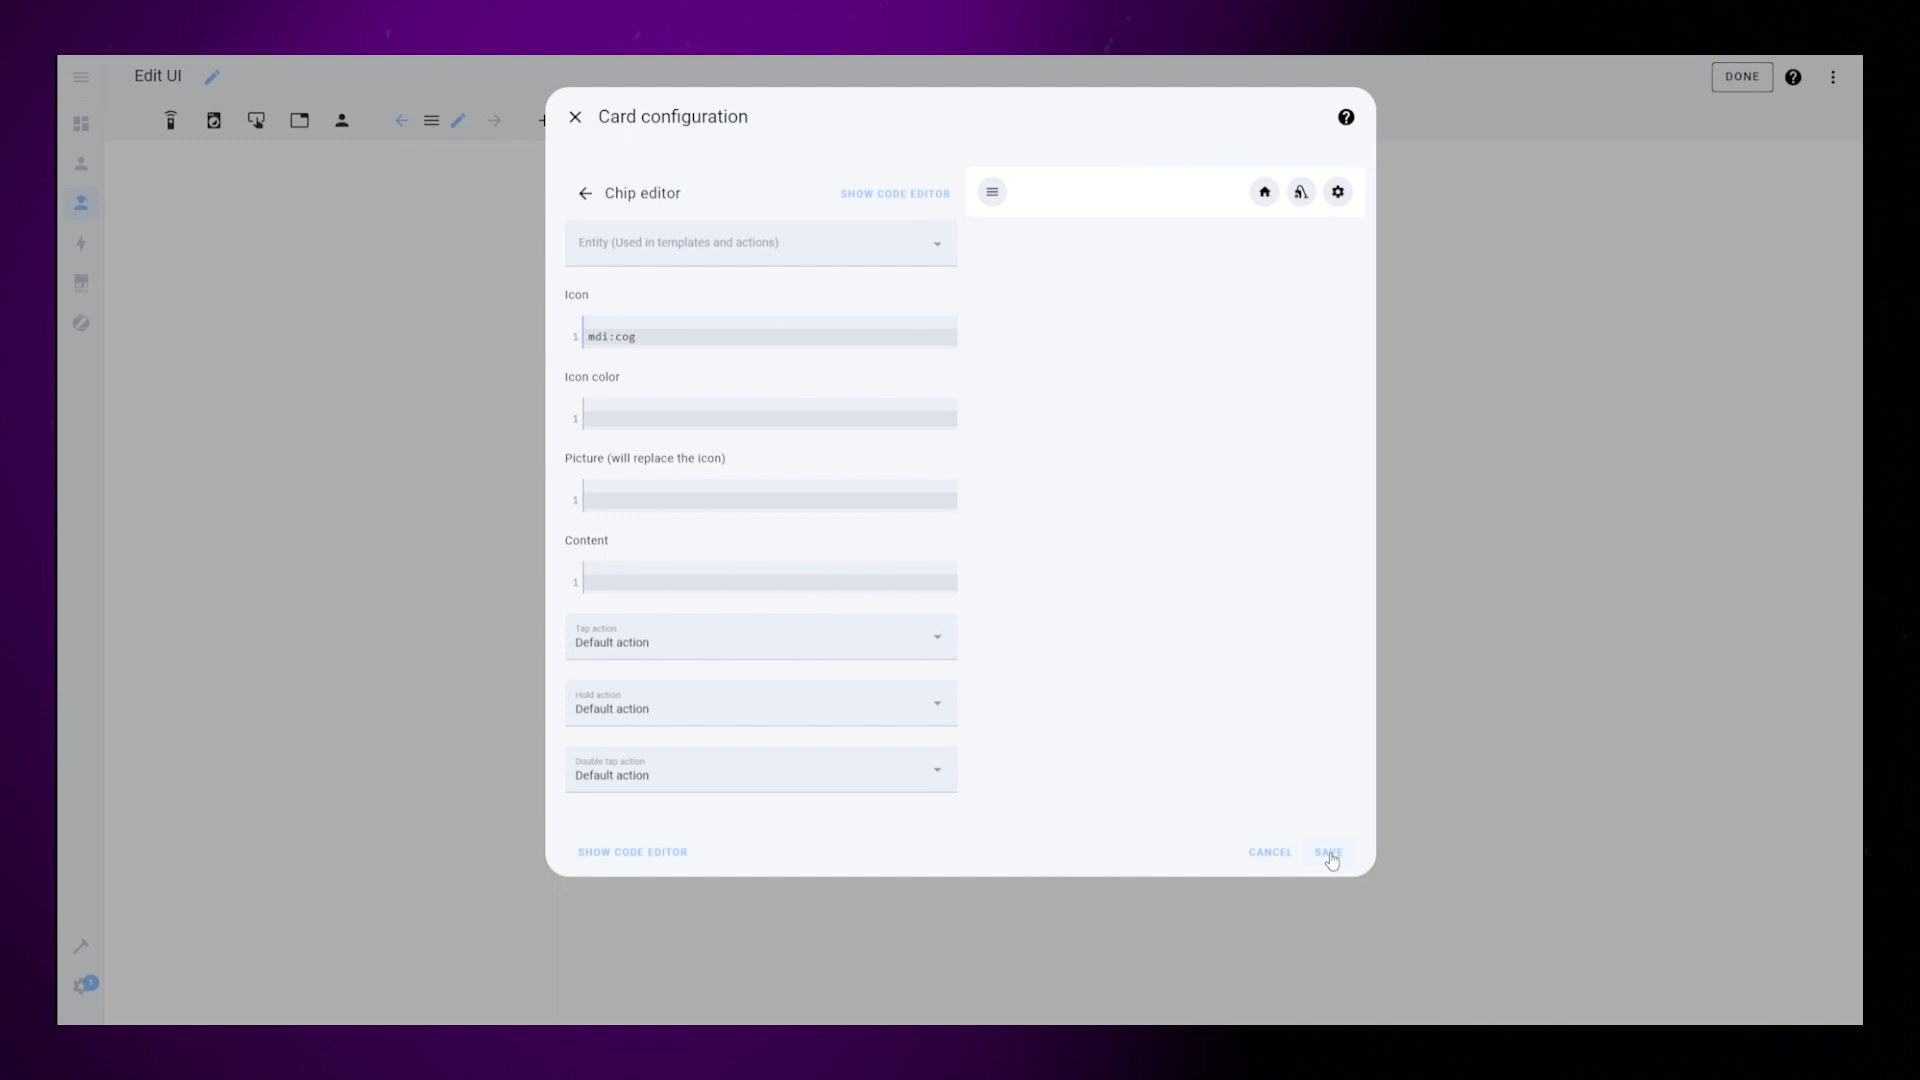 Edit UI
DONE
Card configuration
Chip editor
SHOW CODE EDITOR
Entity (Used in templates and actions)
Icon
1
mdi:cog
Icon color
1
Picture (will replace the icon)
1
Content
1
Tap action
Default action
Hold action
Default action
Double tap action
Default action
SHOW CODE EDITOR
CANCEL
SAVE
1